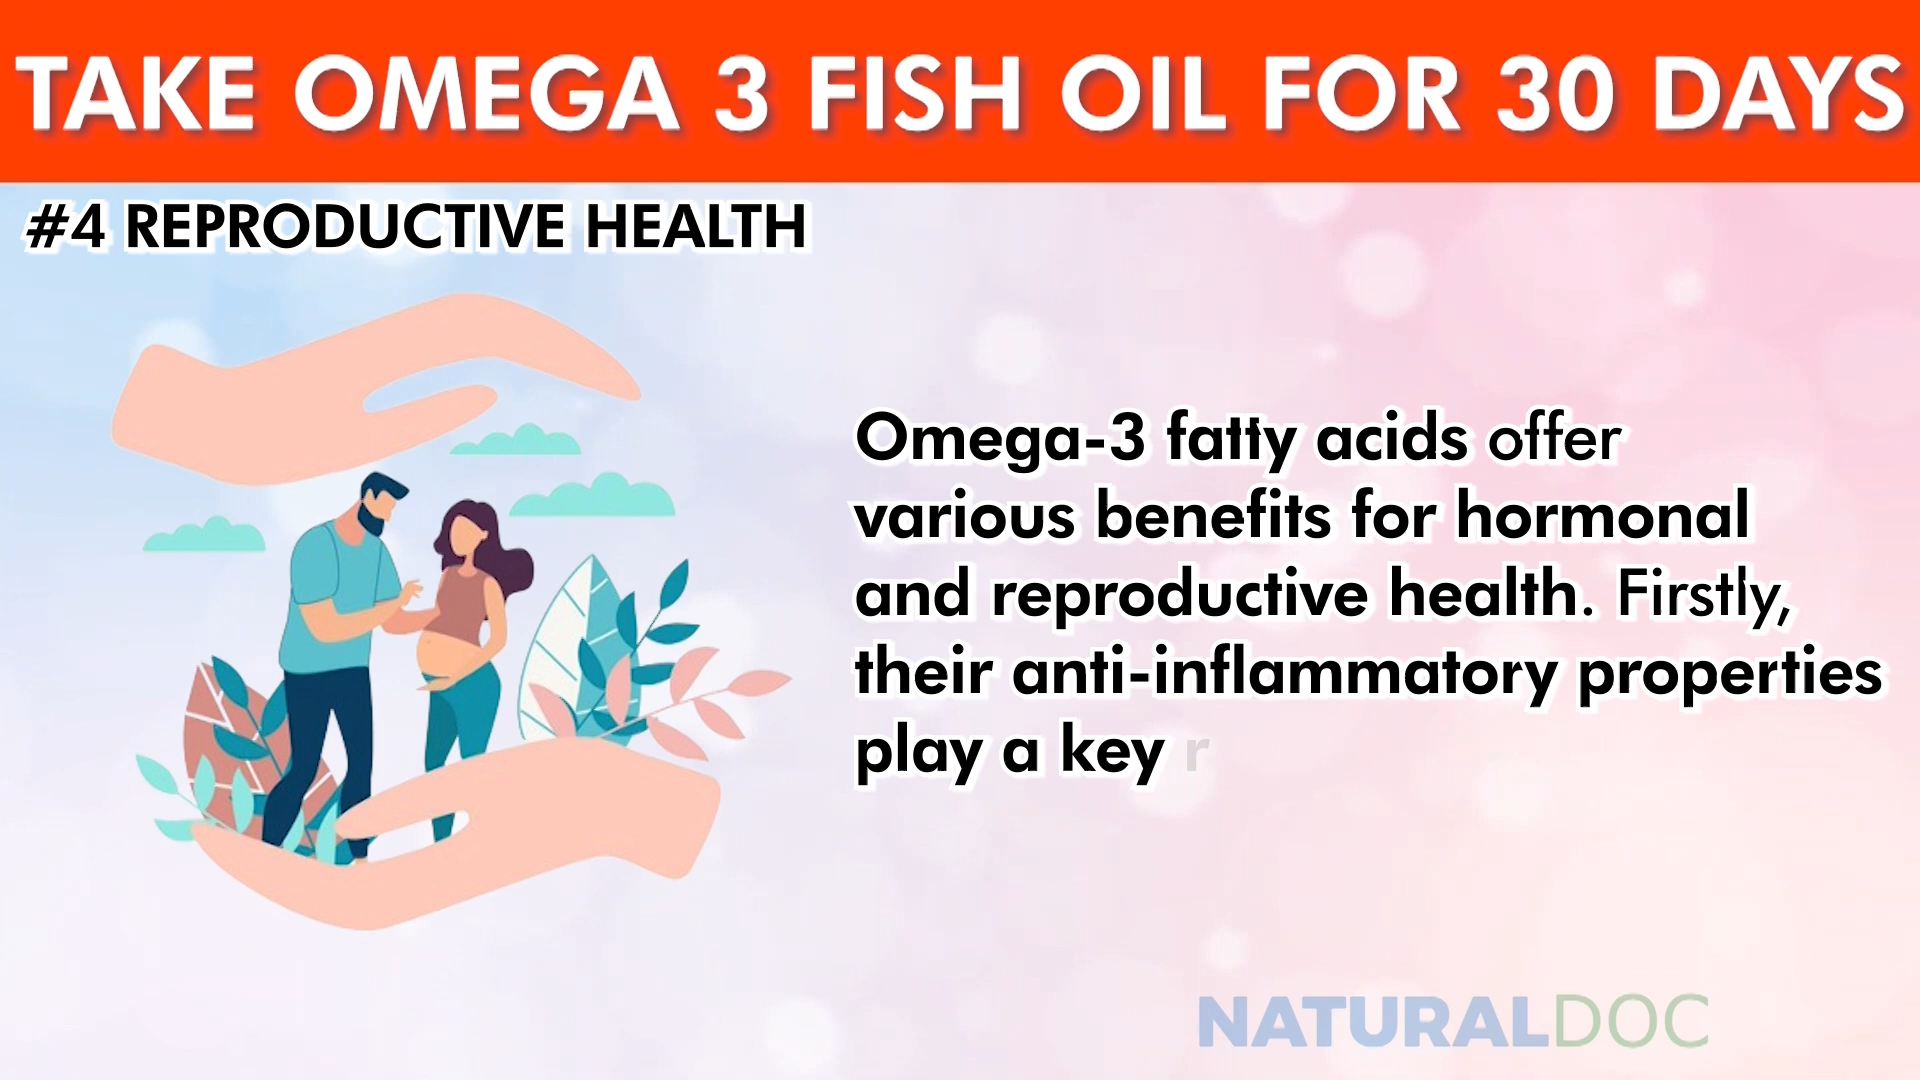 TAKE OMEGA 3 FISH OIL FOR 30 DAYS
#4 REPRODUCTIVE HEALTH
Omega-3 fatty acids offer
various benefits for hormonal
and reproductive health. Firstly,
their anti-inflammatory properties
play a key r
NATURALDOC